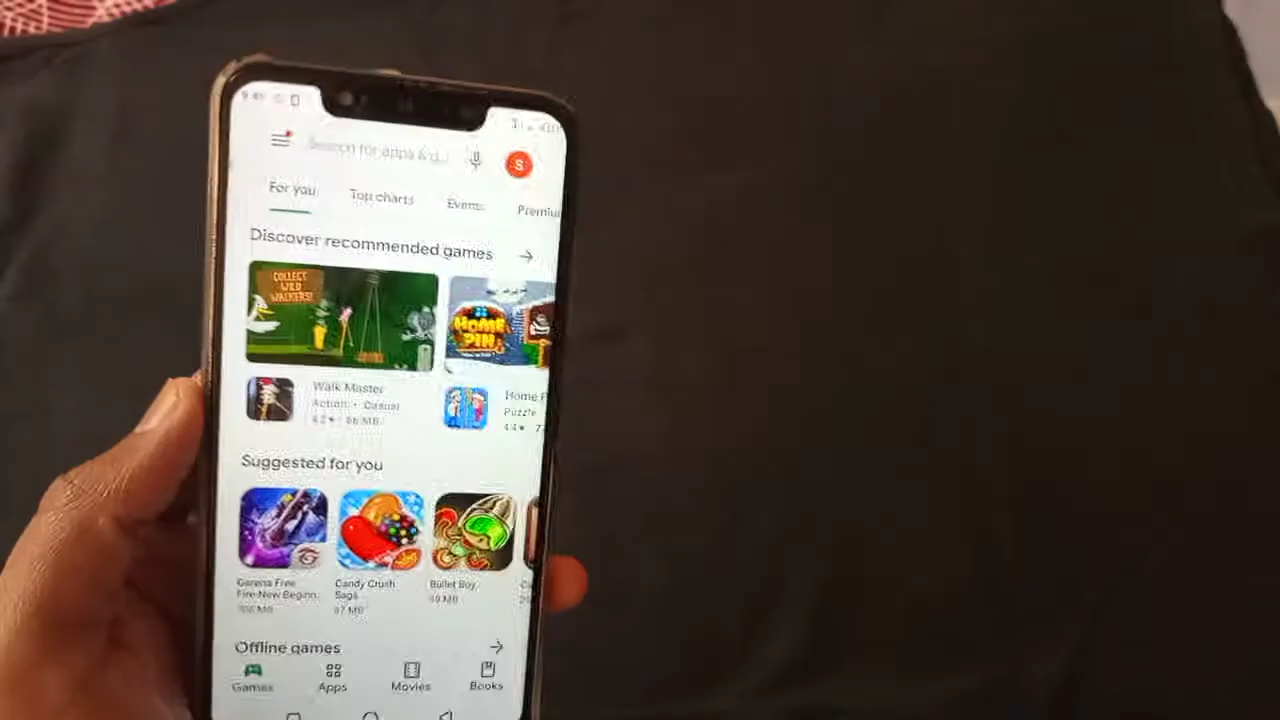 Search for apps & g...
For you
Top charts
Events
Discover recommended games
COLLECT
WILD
WALKERS!
HOME
PIN
Walk Master
Action • Casual
Home
Puzzle
Suggested for you
Garena Free
Fire-New Beginn.
Candy Crush
Saga
Bullet Boy
Offline games
Games
Apps
Movies
Books